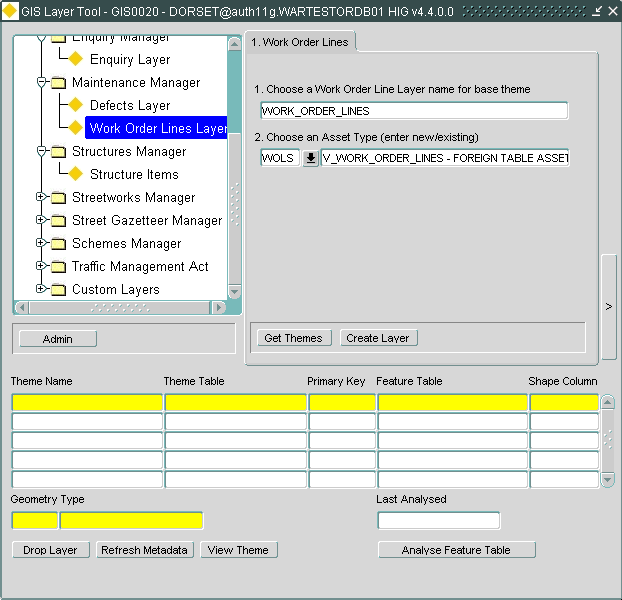 GIS Layer Tool - GIS0020 - DORSET@auth11g.WARTESTORDB01 HIG v4.4.0.0
Enquiry Manager
Enquiry Layer
Maintenance Manager
Defects Layer
Work Order Lines Layer
Structures Manager
Structure Items
Streetworks Manager
Street Gazetteer Manager
Schemes Manager
Traffic Management Act
Custom Layers
Admin
1. Work Order Lines
1. Choose a Work Order Line Layer name for base theme
WORK_ORDER_LINES
2. Choose an Asset Type (enter new/existing)
WOLS V_WORK_ORDER_LINES - FOREIGN TABLE ASSET
Get Themes Create Layer
>
Theme Name Theme Table Primary Key Feature Table Shape Column
Geometry Type Last Analysed
Drop Layer Refresh Metadata View Theme Analyse Feature Table